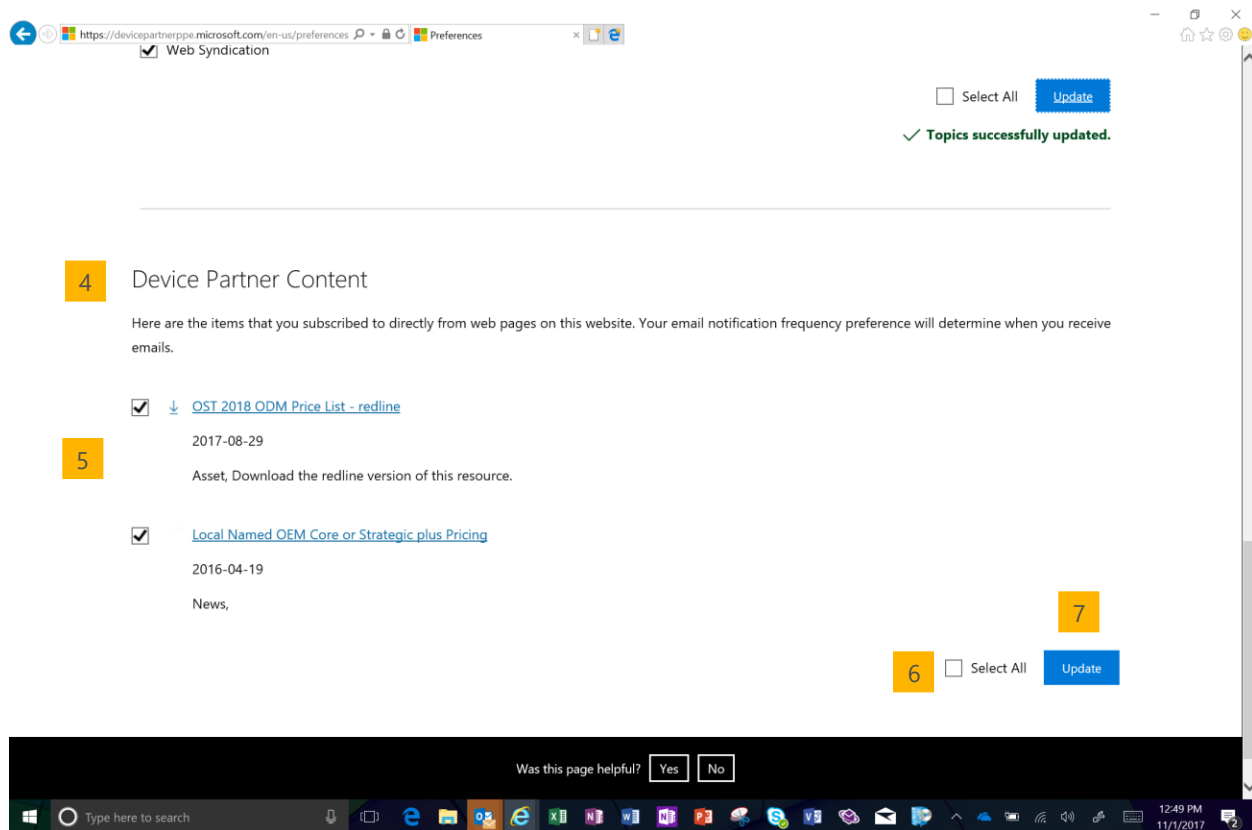 https://devicepartnerppe.microsoft.com/en-us/preferences
Preferences
Web Syndication
Select All
Update
Topics successfully updated.
4
Device Partner Content
Here are the items that you subscribed to directly from web pages on this website. Your email notification frequency preference will determine when you receive
emails.
OST 2018 ODM Price List - redline
2017-08-29
5
Asset, Download the redline version of this resource.
Local Named OEM Core or Strategic plus Pricing
2016-04-19
News,
7
6
Select All
Update
Was this page helpful?
Yes
No
Type here to search
12:49 PM
11/1/2017
2